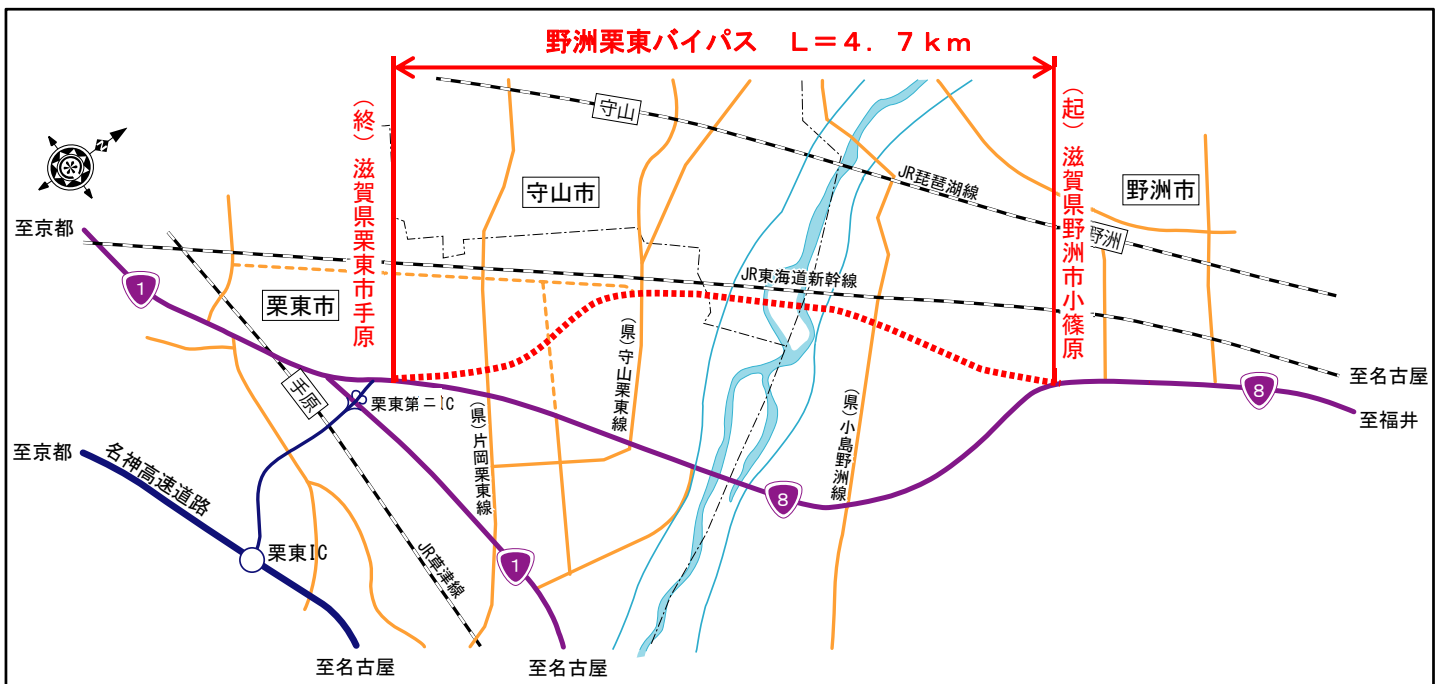 野洲栗東バイパス　Ｌ＝４．７ｋｍ
（終）滋賀県栗東市手原
（起）滋賀県野洲市小篠原
N
守山
JR琵琶湖線
守山市
野洲市
野洲
至京都
1
栗東市
JR東海道新幹線
手原
栗東第二IC
（県）片岡栗東線
（県）守山栗東線
（県）小島野洲線
8
至名古屋
至福井
8
至京都
名神高速道路
栗東IC
JR草津線
1
至名古屋
至名古屋